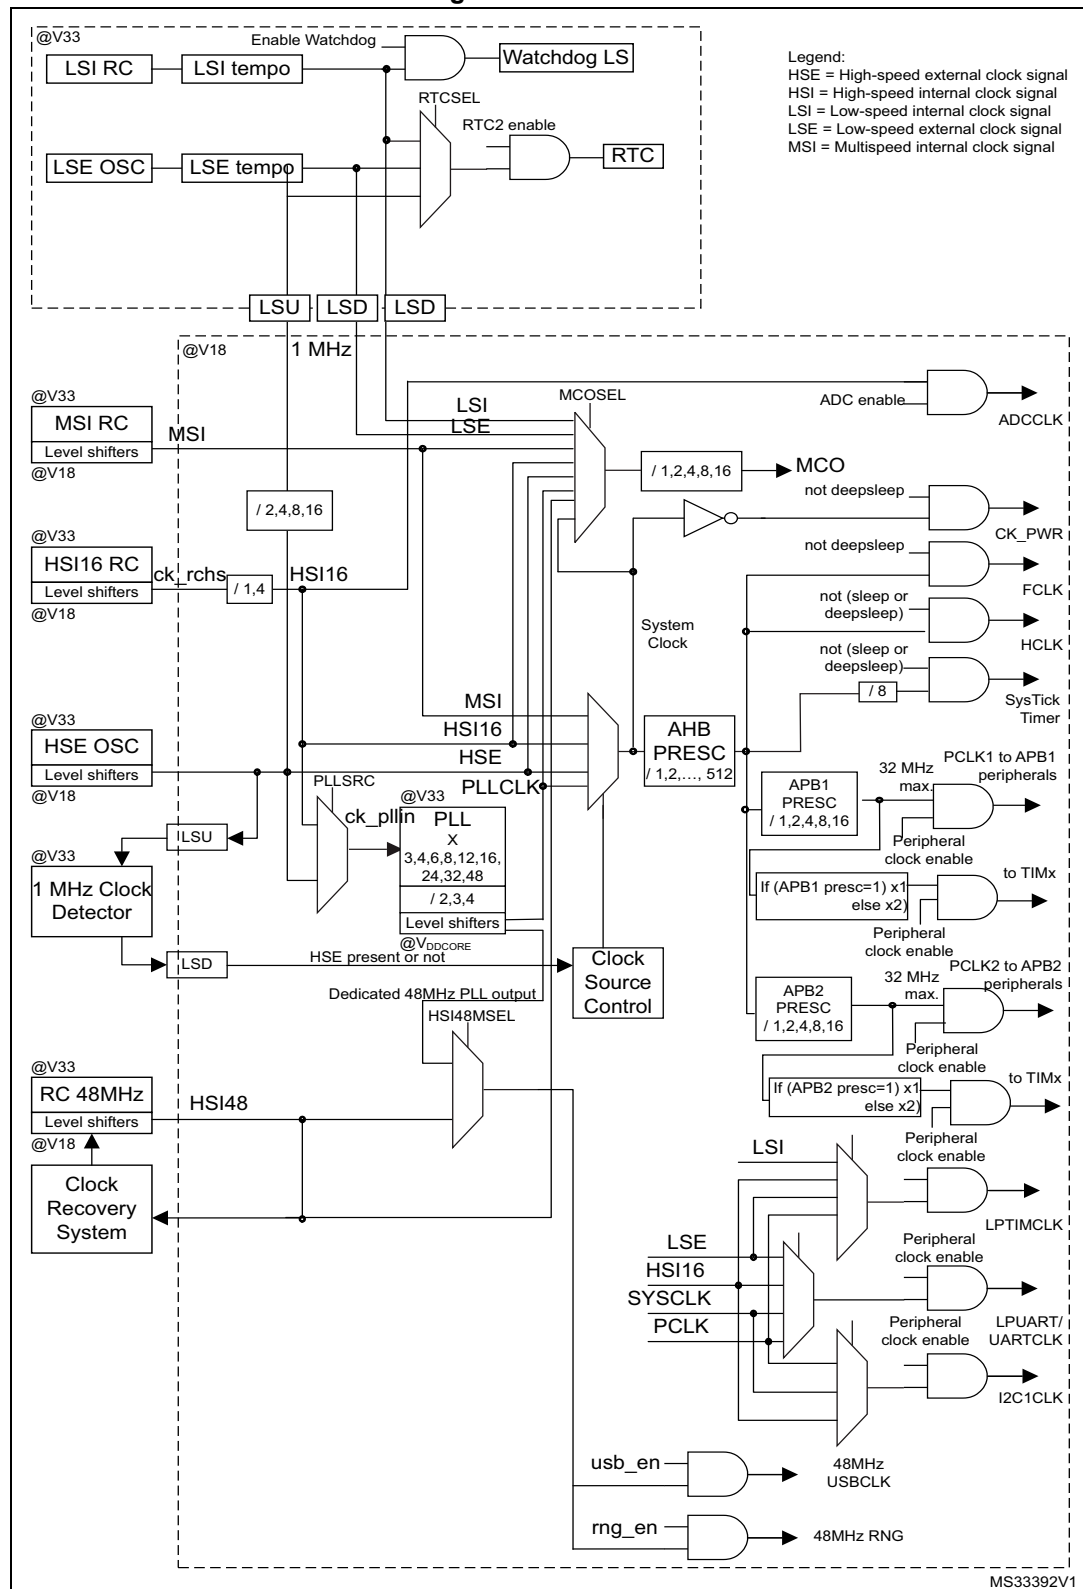 @V33
Enable Watchdog
LSI RC
LSI tempo
Watchdog LS
Legend:
HSE = High-speed external clock signal
HSI = High-speed internal clock signal
LSI = Low-speed internal clock signal
LSE = Low-speed external clock signal
MSI = Multispeed internal clock signal
RTCSEL
RTC2 enable
LSE OSC
LSE tempo
RTC
LSU
LSD
LSD
@V18
1 MHz
@V33
MSI RC
Level shifters
@V18
MSI
LSI
LSE
MCOSEL
ADC enable
ADCCLK
/ 1,2,4,8,16
MCO
/ 2,4,8,16
not deepsleep
CK_PWR
@V33
HSI16 RC
Level shifters
@V18
ck_rchs
/ 1,4
HSI16
not deepsleep
FCLK
not (sleep or
deepsleep)
HCLK
System
Clock
not (sleep or
deepsleep)
/ 8
SysTick
Timer
MSI
HSI16
HSE
PLLCLK
AHB
PRESC
/ 1,2,…, 512
@V33
HSE OSC
Level shifters
@V18
PLLSRC
ck_pllin
@V33
PLL
X
3,4,6,8,12,16,
24,32,48
/ 2,3,4
Level shifters
@VDDCORE
APB1
PRESC
/ 1,2,4,8,16
32 MHz
max.
PCLK1 to APB1
peripherals
Peripheral
clock enable
LSU
@V33
1 MHz Clock
Detector
If (APB1 presc=1) x1
else x2)
to TIMx
Peripheral
clock enable
LSD
HSE present or not
Clock
Source
Control
Dedicated 48MHz PLL output
HSI48MSEL
APB2
PRESC
/ 1,2,4,8,16
32 MHz
max.
PCLK2 to APB2
peripherals
Peripheral
clock enable
@V33
RC 48MHz
Level shifters
@V18
HSI48
If (APB2 presc=1) x1
else x2)
to TIMx
Peripheral
clock enable
Clock
Recovery
System
LSI
LPTIMCLK
LSE
HSI16
SYSCLK
PCLK
Peripheral
clock enable
LPUART/
UARTCLK
Peripheral
clock enable
I2C1CLK
usb_en
48MHz
USBCLK
rng_en
48MHz RNG
MS33392V1